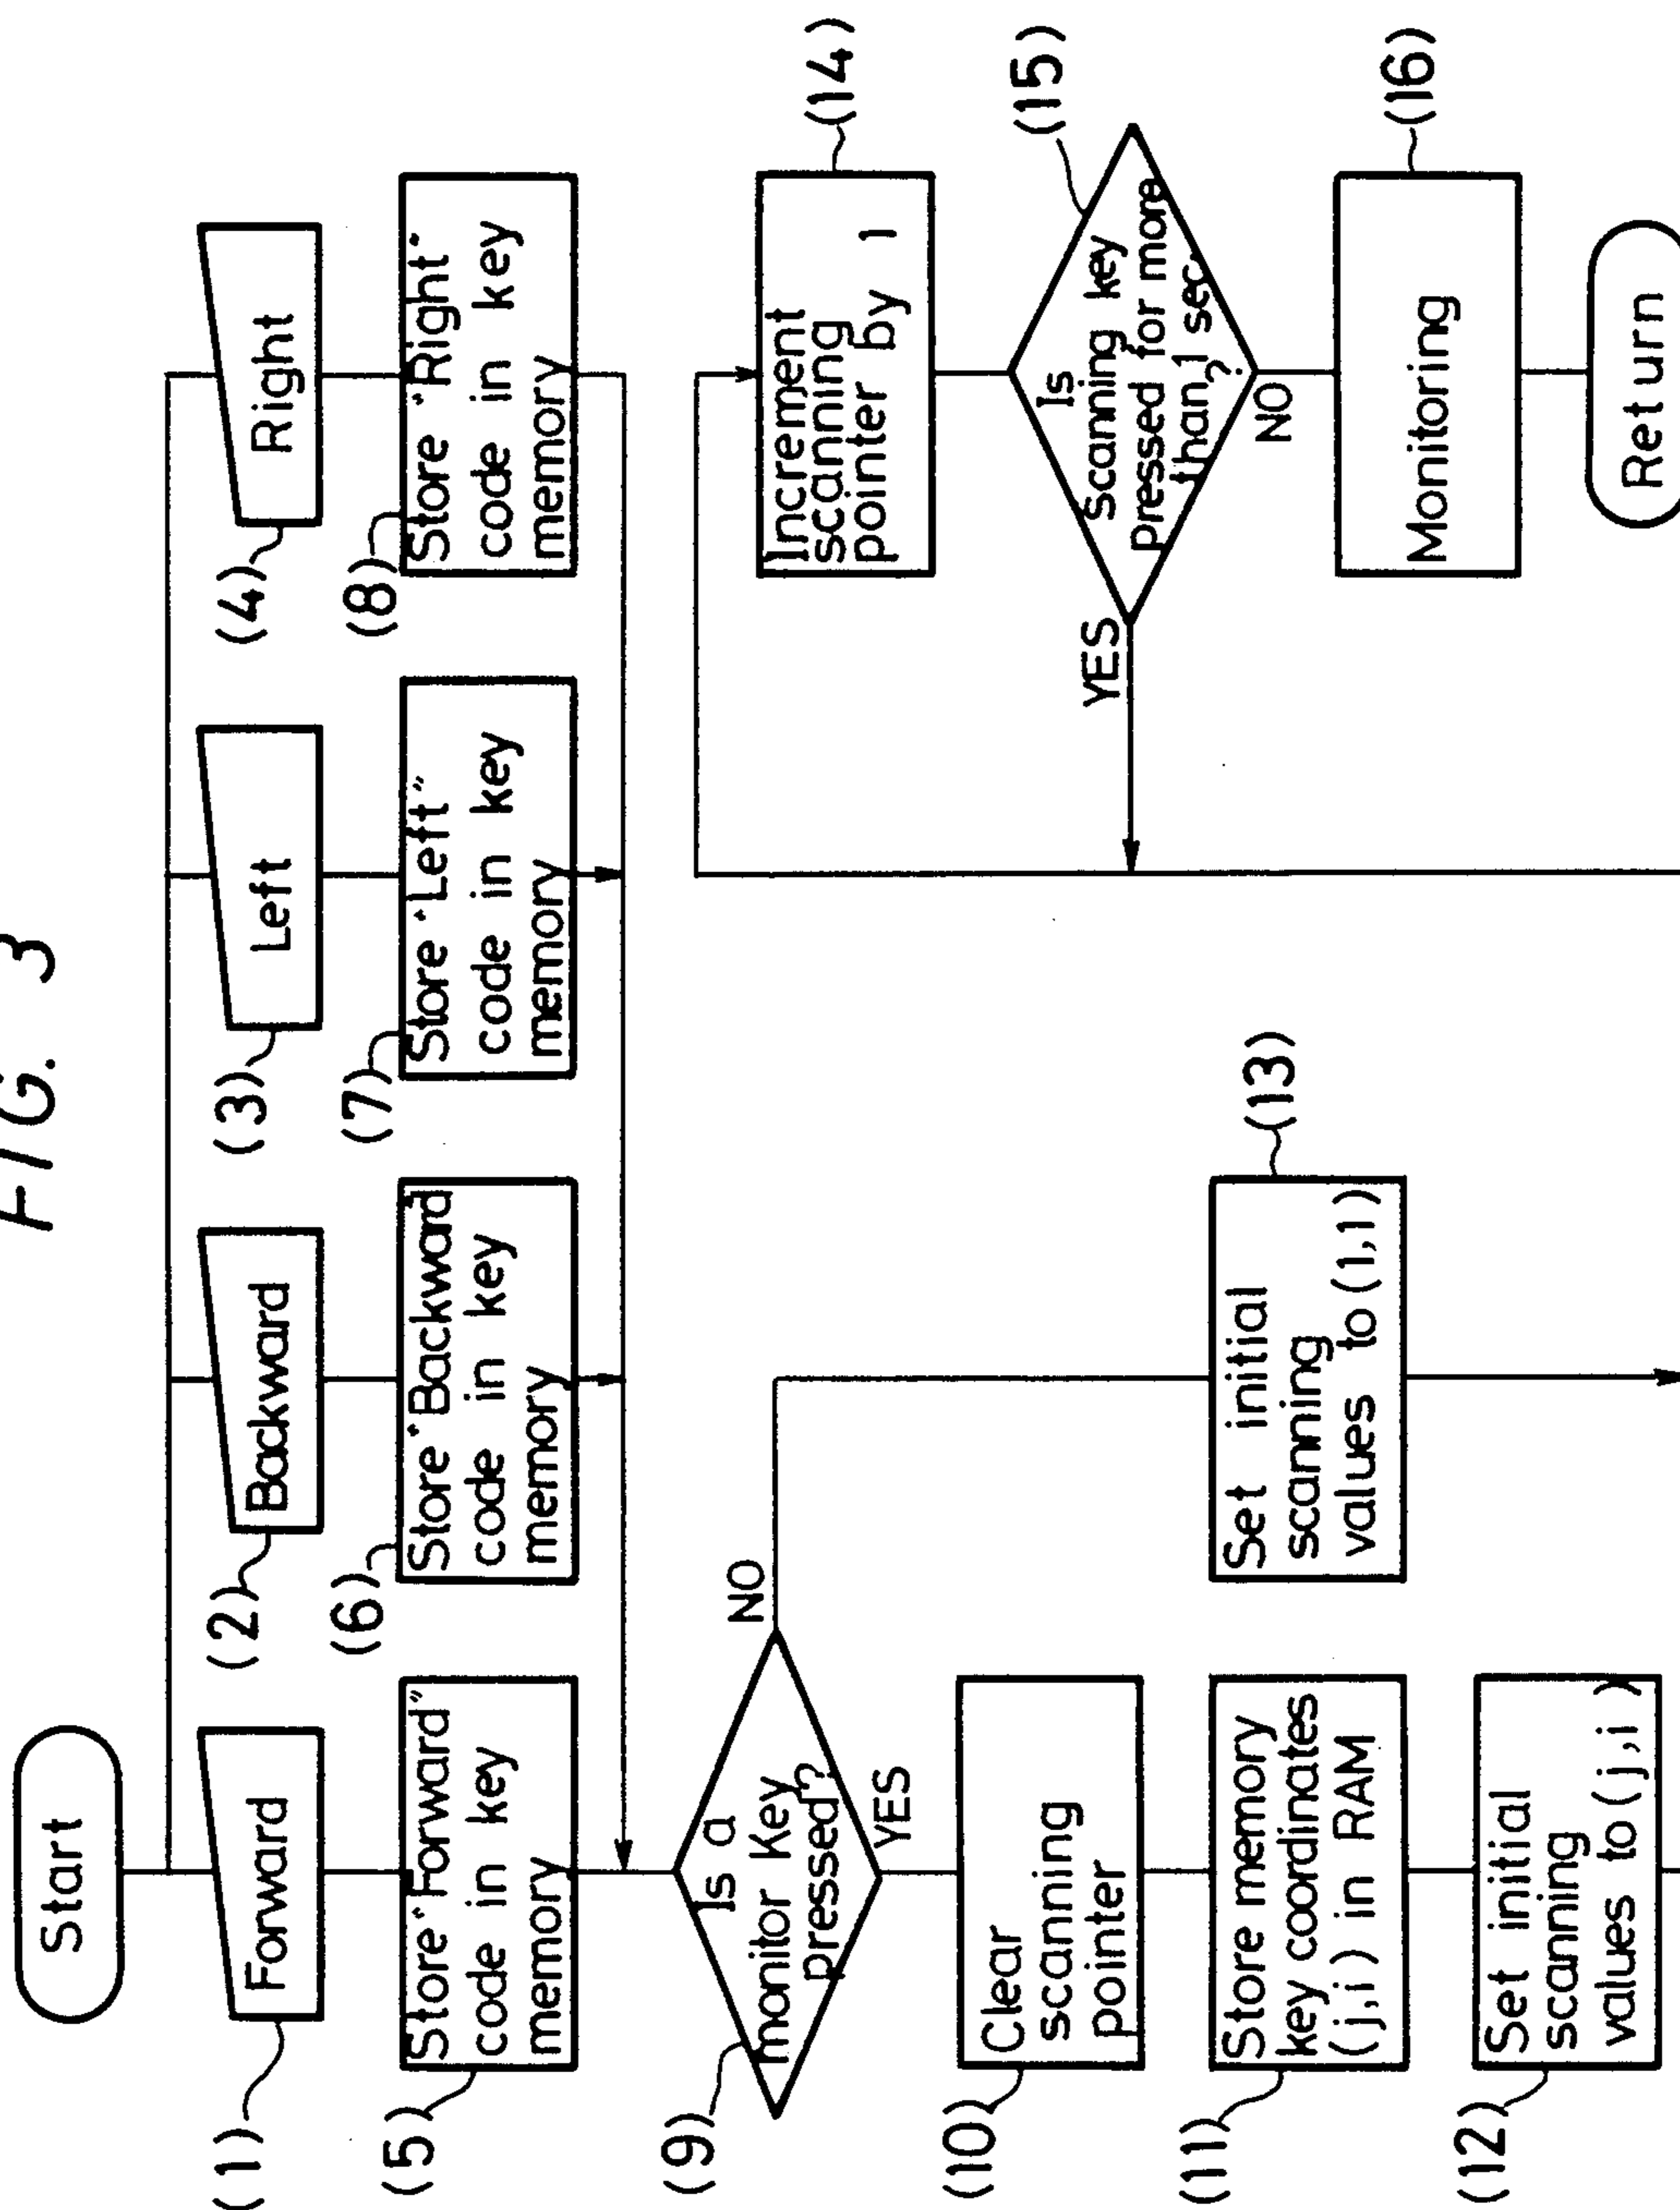 FIG. 3
Start
(1)
Forward
(2)
Backward
(3)
Left
(4)
Right
(5)
Store "Forward"
code in key
memory
(6)
Store "Backward"
code in key
memory
(7)
Store "Left"
code in key
memory
(8)
Store "Right"
code in key
memory
(9)
Is a
monitor Key
pressed?
NO
YES
(10)
Clear
scanning
pointer
(11)
Store memory
key coordinates
(j,i) in RAM
(12)
Set initial
scanning
values to (j,i)
(13)
Set initial
scanning
values to (1,1)
(14)
Increment
scanning
pointer by 1
(15)
Is
Scanning key
pressed for more
than 1 sec.
?
YES
NO
(16)
Monitoring
Return